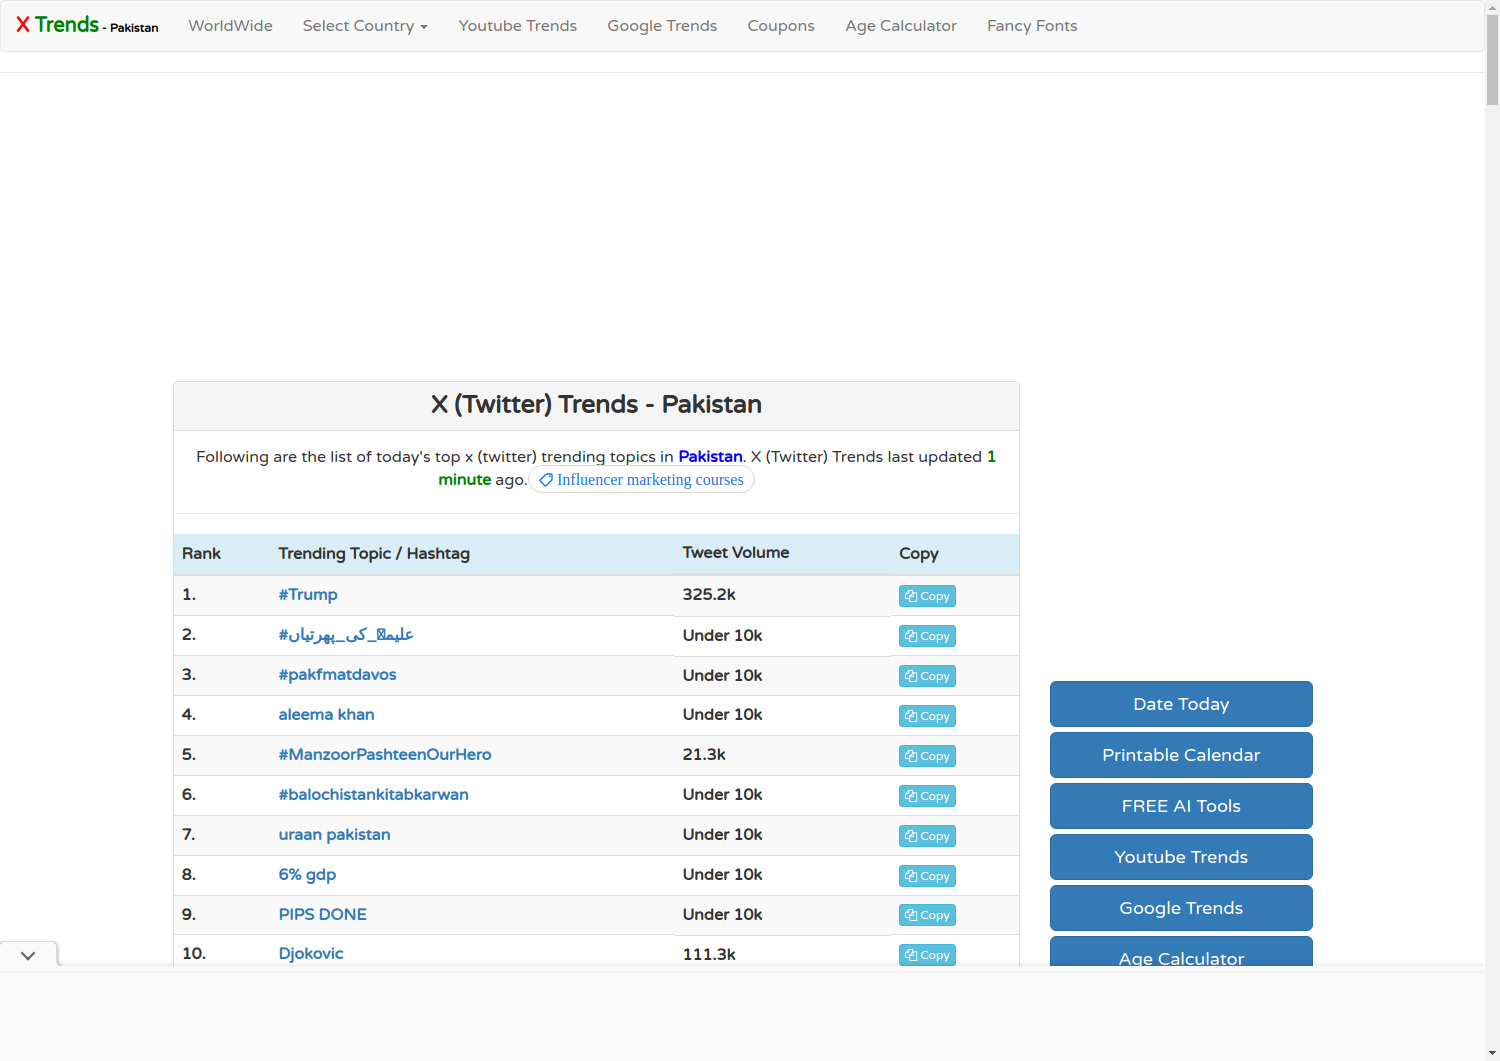 X Trends - Pakistan WorldWide Select Country Youtube Trends Google Trends Coupons Age Calculator Fancy Fonts
X (Twitter) Trends - Pakistan
Following are the list of today's top x (twitter) trending topics in Pakistan. X (Twitter) Trends last updated 1
minute ago. Influencer marketing courses
Rank Trending Topic / Hashtag Tweet Volume Copy
1. #Trump 325.2k Copy
2. Under 10k Copy
3. #pakfmatdavos Under 10k Copy
4. aleema khan Under 10k Copy
5. #ManzoorPashteenOurHero 21.3k Copy
6. #balochistankitabkarwan Under 10k Copy
7. uraan pakistan Under 10k Copy
8. 6% gdp Under 10k Copy
9. PIPS DONE Under 10k Copy
10. Djokovic 111.3k Copy
Date Today
Printable Calendar
FREE AI Tools
Youtube Trends
Google Trends
Age Calculator